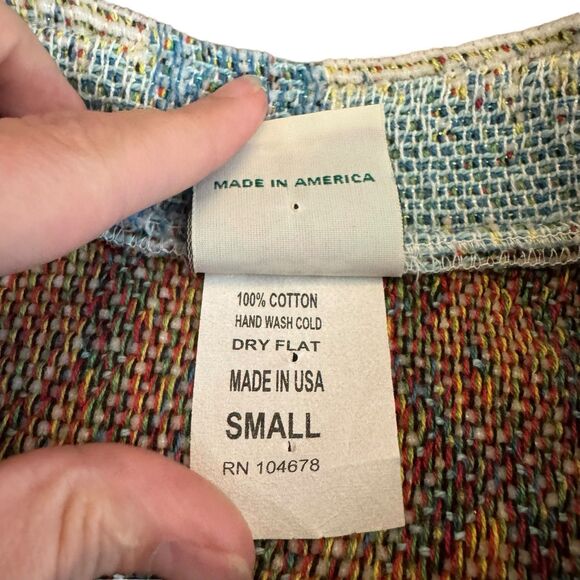 MADE IN AMERICA
100% COTTON
HAND WASH COLD
DRY FLAT
MADE IN USA
SMALL
RN 104678